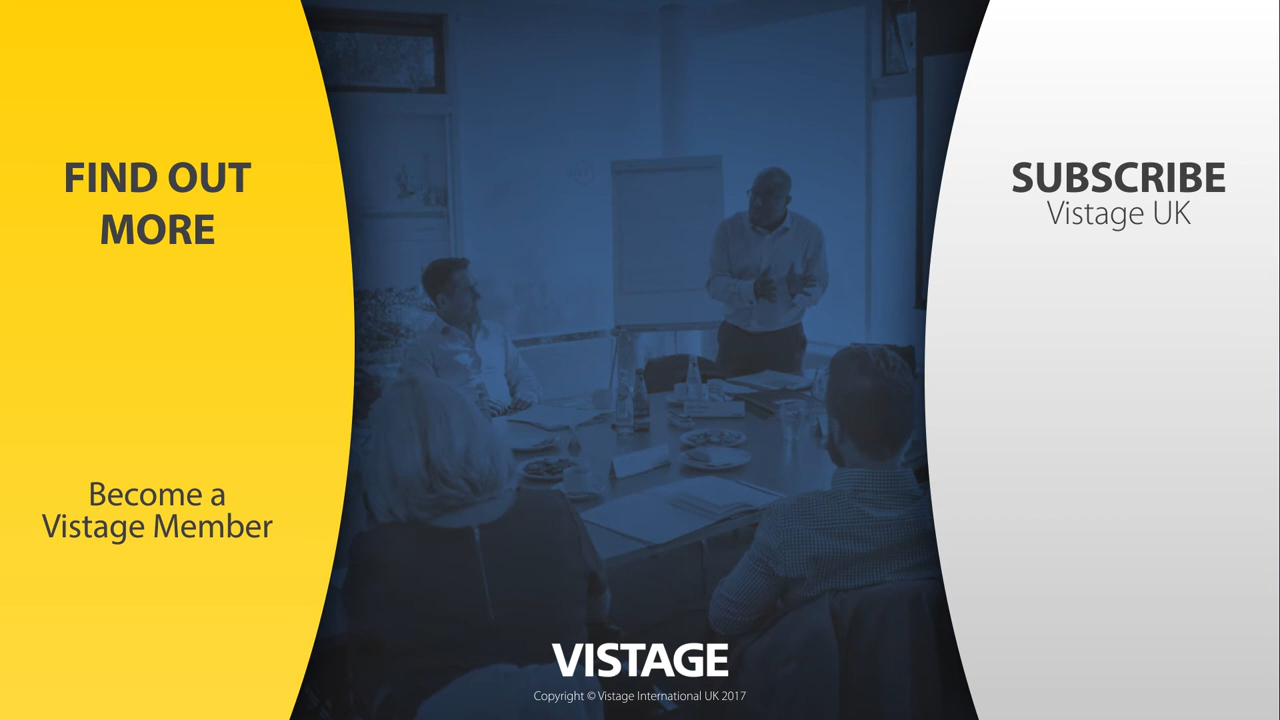 FIND OUT
MORE
Become a
Vistage Member
SUBSCRIBE
Vistage UK
VISTAGE
Copyright © Vistage International UK 2017